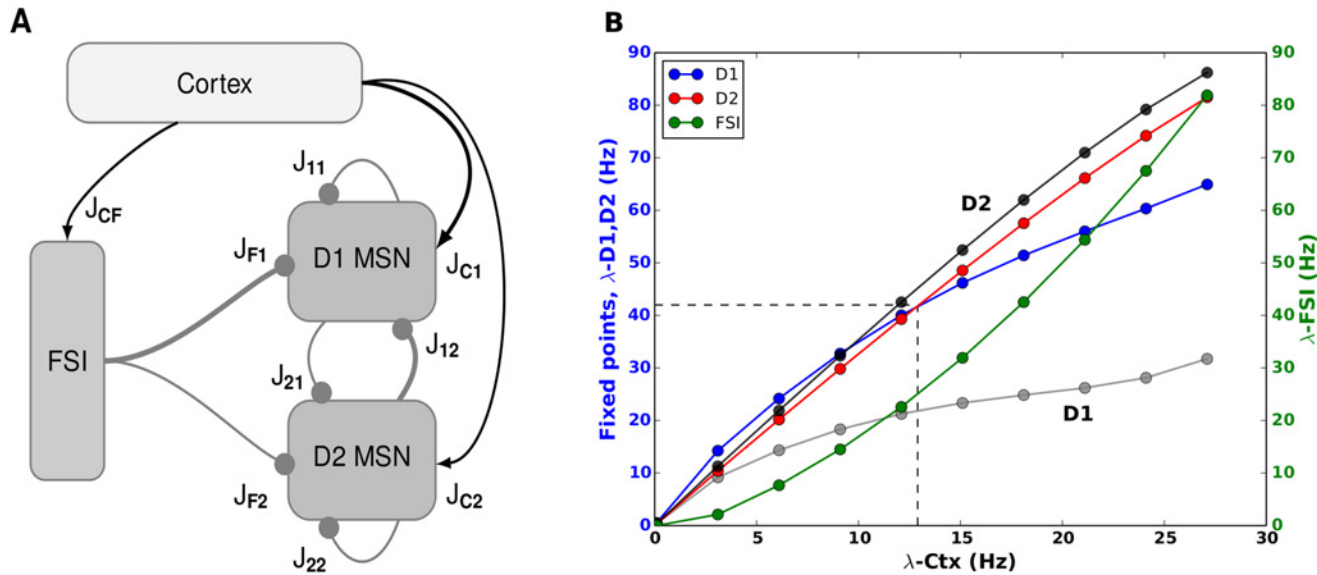 A
Cortex
J11
JCF
D1 MSN
JF1
JC1
FSI
J12
J21
D2 MSN
JF2
JC2
J22
B
Fixed points, λ-D1,D2 (Hz)
90
80
70
60
50
40
30
20
10
0
D1
D2
FSI
D2
D1
0
5
10
15
20
25
30
λ-Ctx (Hz)
90
80
70
60
50
40
30
20
10
0
λ-FSI (Hz)